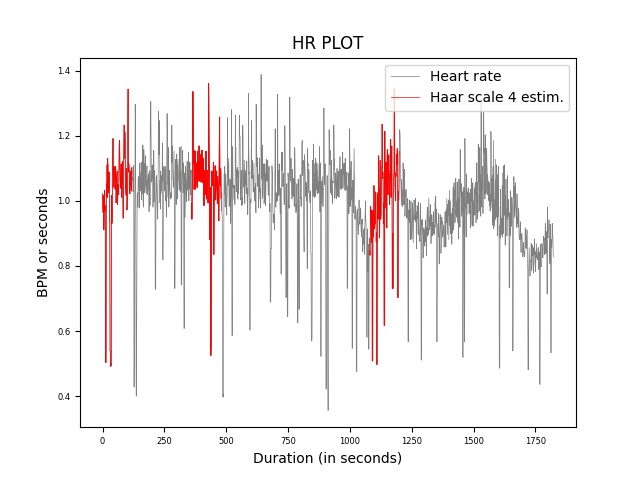 HR PLOT
Heart rate
Haar scale 4 estim.
1.4
1.2
1.0
0.8
0.6
0.4
BPM or seconds
0 250 500 750 1000 1250 1500 1750
Duration (in seconds)